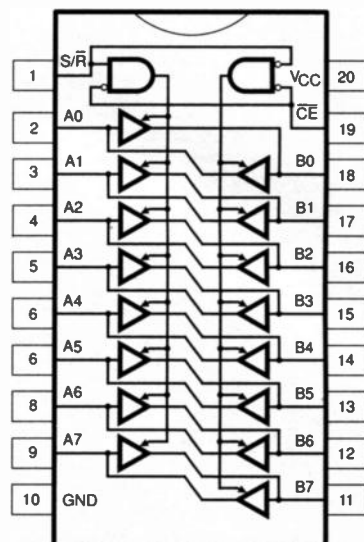 1 S/R̅ VCC 20
2 A0 C̅E̅ 19
3 A1 B0 18
4 A2 B1 17
5 A3 B2 16
6 A4 B3 15
6 A5 B4 14
8 A6 B5 13
9 A7 B6 12
10 GND B7 11